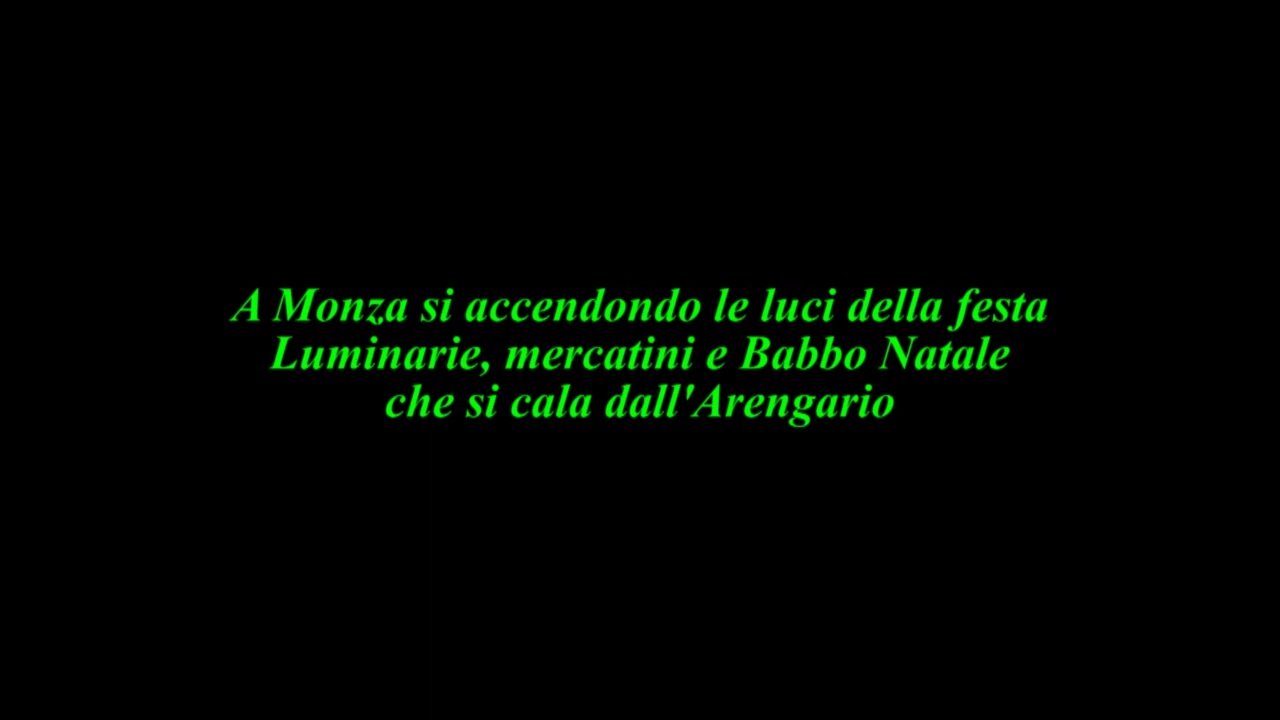 A Monza si accendondo le luci della festa
Luminarie, mercatini e Babbo Natale
che si cala dall'Arengario